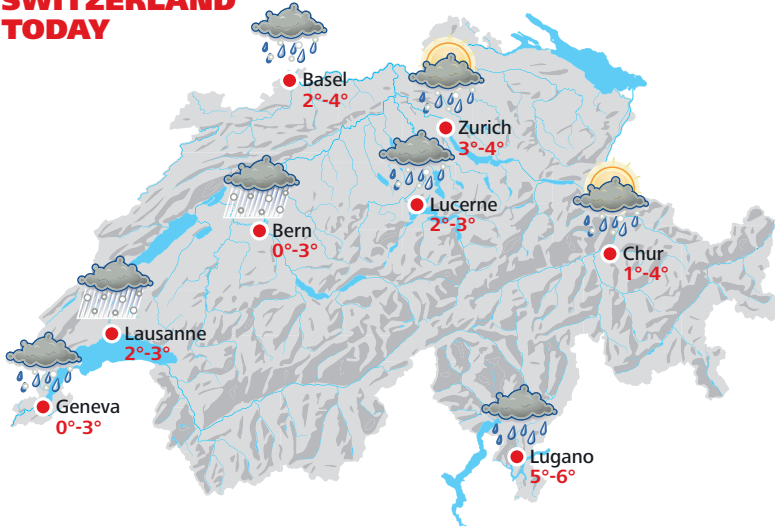 SWITZERLAND
TODAY
Basel
2°-4°
Zurich
3°-4°
Lucerne
2°-3°
Bern
0°-3°
Chur
1°-4°
Lausanne
2°-3°
Geneva
0°-3°
Lugano
5°-6°